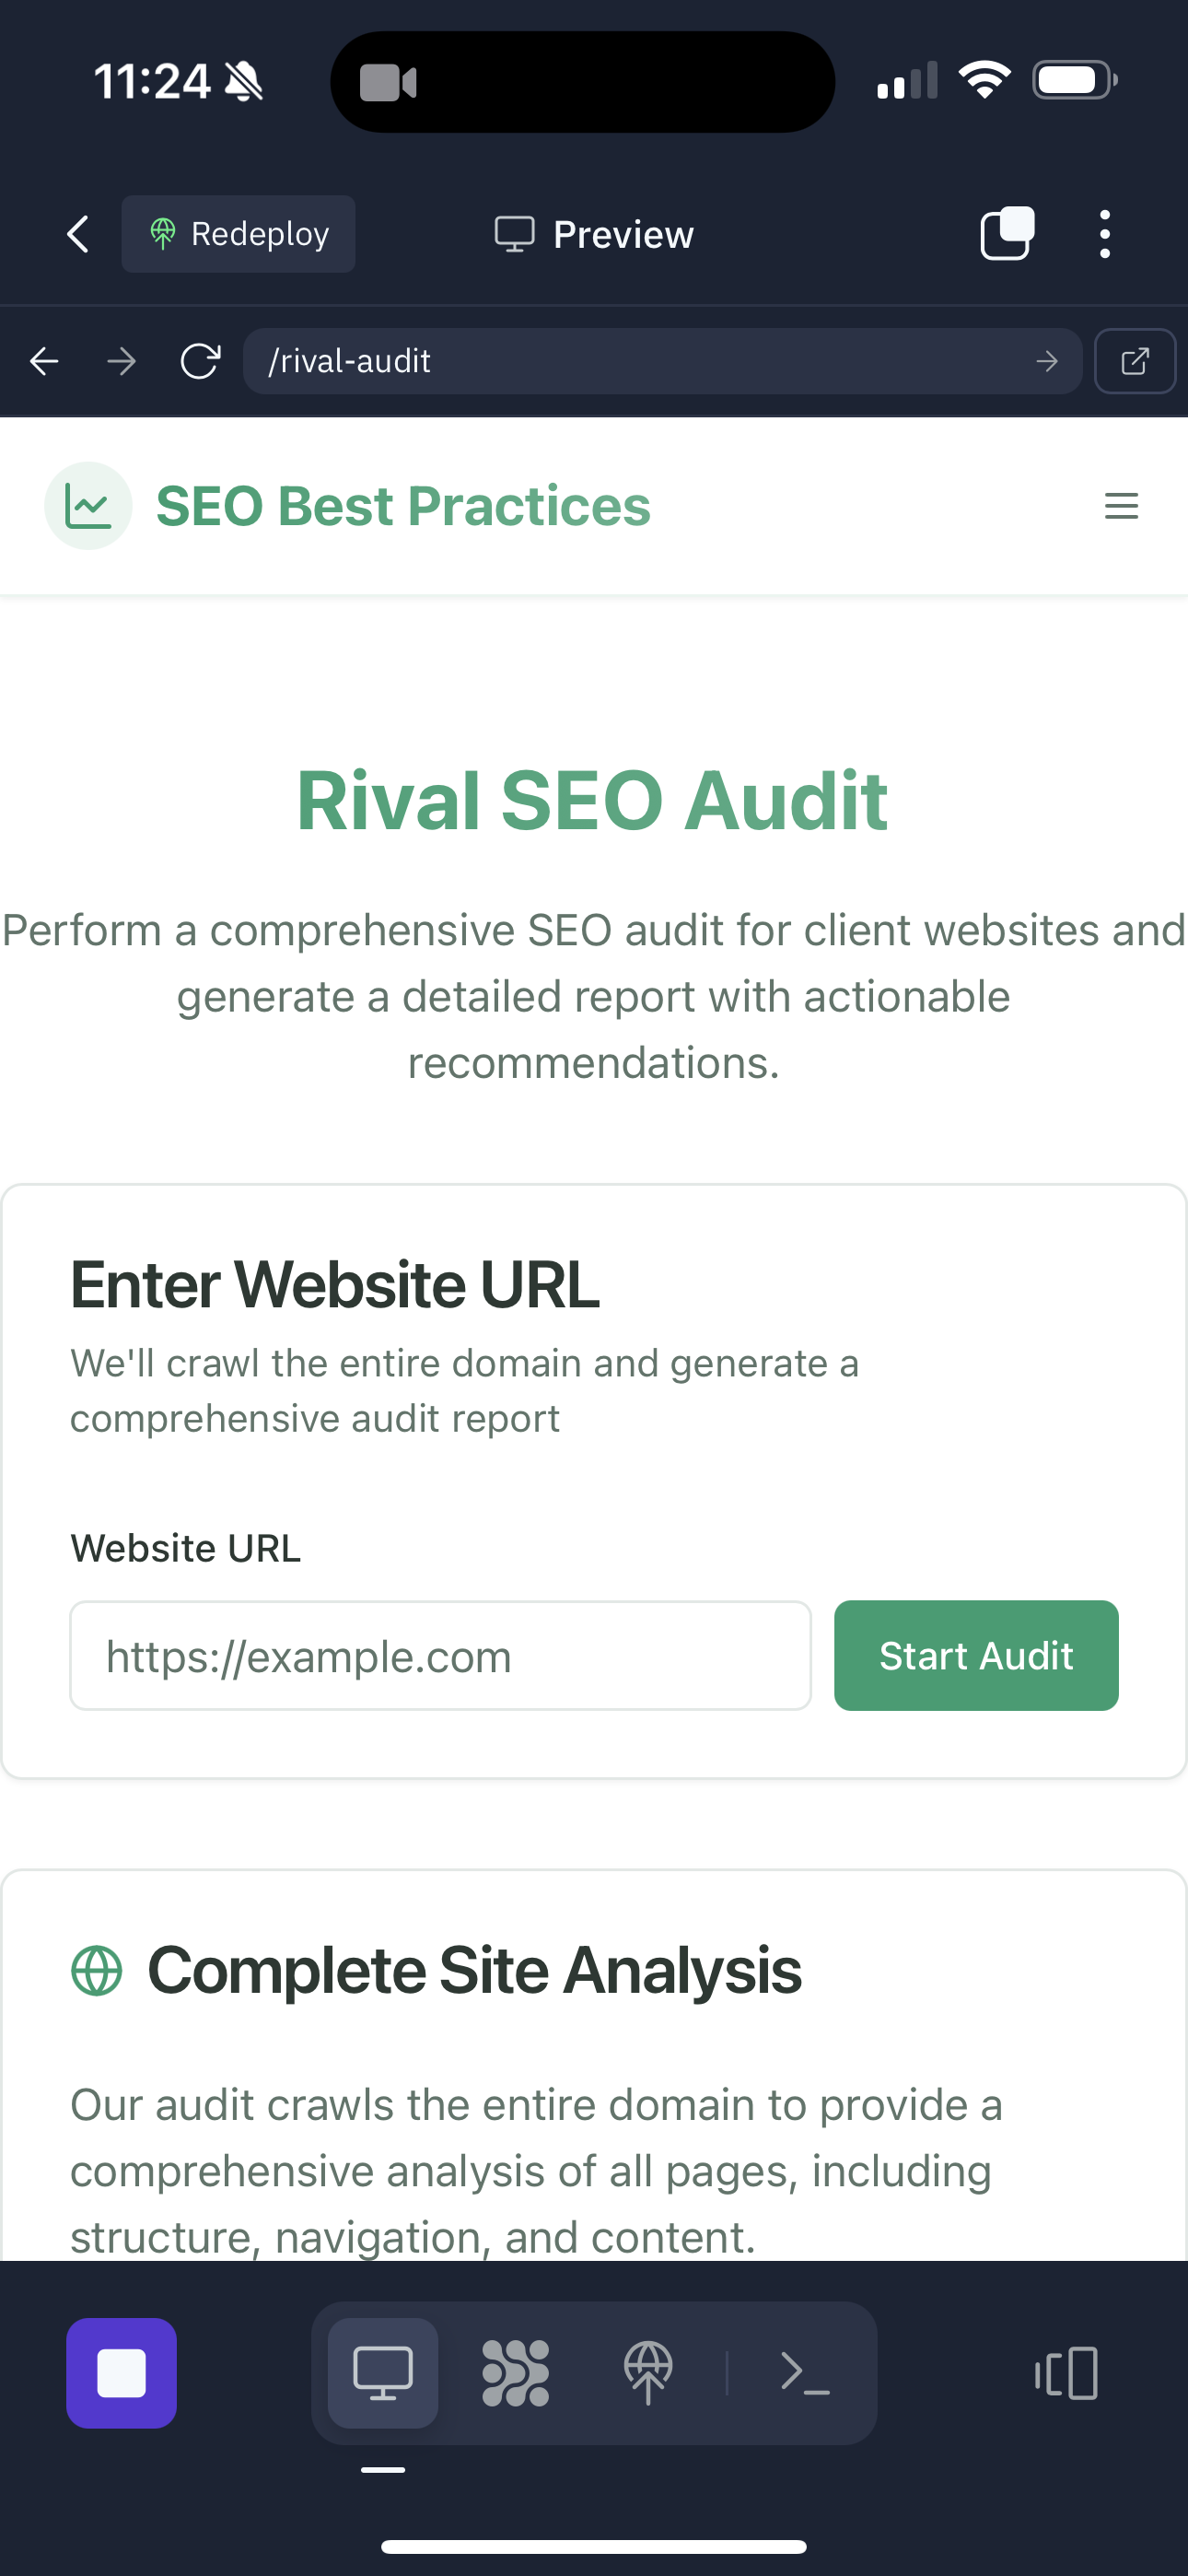 11:24
Redeploy
Preview
/rival-audit
SEO Best Practices
Rival SEO Audit
Perform a comprehensive SEO audit for client websites and
generate a detailed report with actionable
recommendations.
Enter Website URL
We'll crawl the entire domain and generate a
comprehensive audit report
Website URL
https://example.com
Start Audit
Complete Site Analysis
Our audit crawls the entire domain to provide a
comprehensive analysis of all pages, including
structure, navigation, and content.